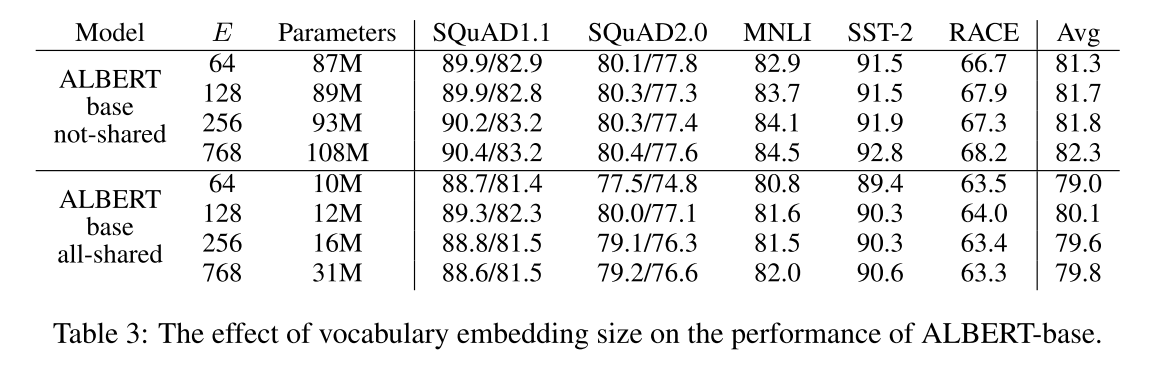 Model E Parameters SQuAD1.1 SQuAD2.0 MNLI SST-2 RACE Avg
ALBERT base not-shared
64 87M 89.9/82.9 80.1/77.8 82.9 91.5 66.7 81.3
128 89M 89.9/82.8 80.3/77.3 83.7 91.5 67.9 81.7
256 93M 90.2/83.2 80.3/77.4 84.1 91.9 67.3 81.8
768 108M 90.4/83.2 80.4/77.6 84.5 92.8 68.2 82.3
ALBERT base all-shared
64 10M 88.7/81.4 77.5/74.8 80.8 89.4 63.5 79.0
128 12M 89.3/82.3 80.0/77.1 81.6 90.3 64.0 80.1
256 16M 88.8/81.5 79.1/76.3 81.5 90.3 63.4 79.6
768 31M 88.6/81.5 79.2/76.6 82.0 90.6 63.3 79.8
Table 3: The effect of vocabulary embedding size on the performance of ALBERT-base.